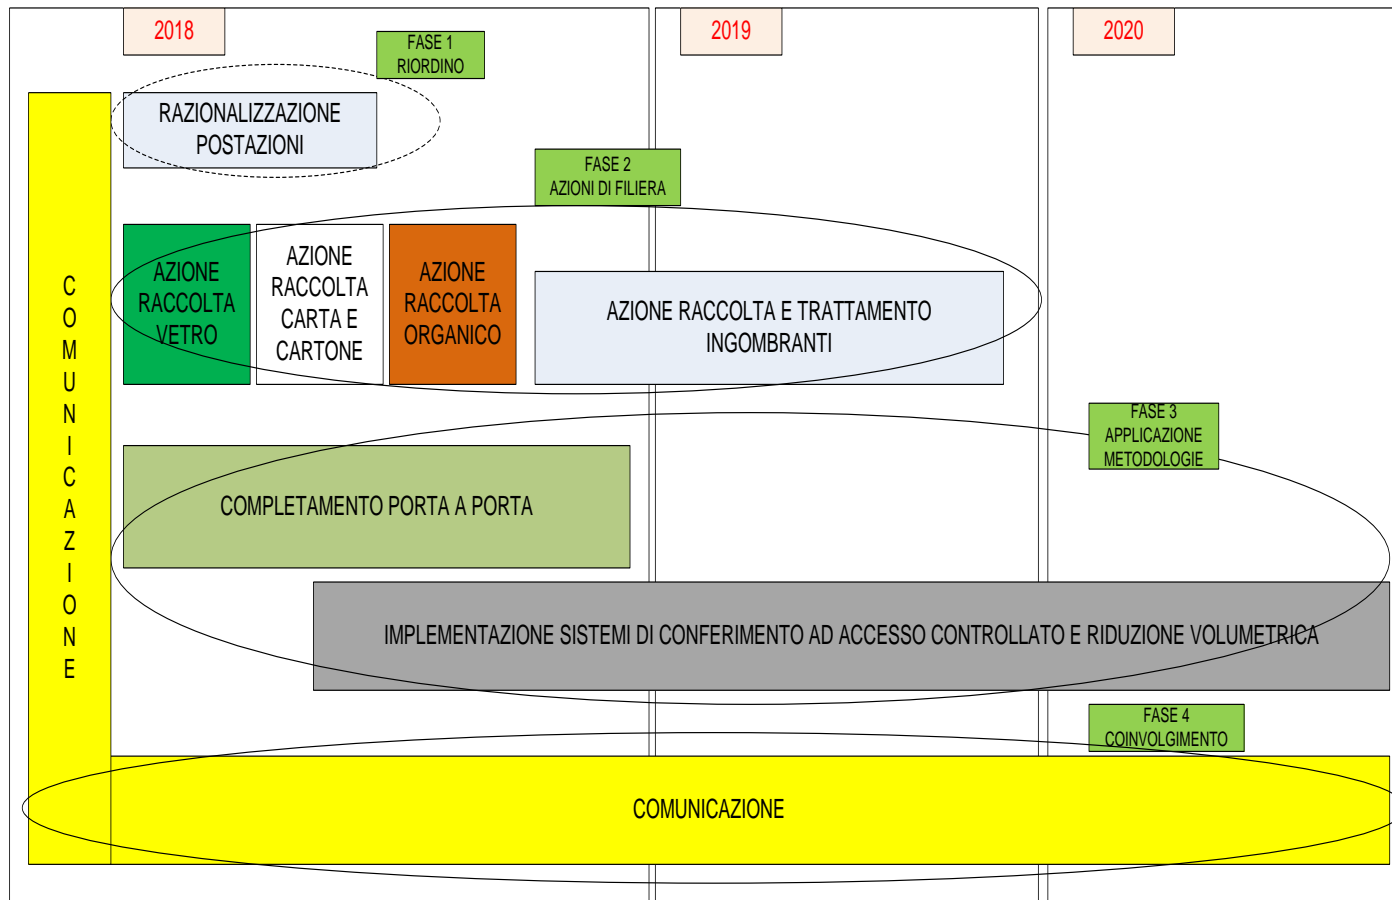 2018
2019
2020
FASE 1
RIORDINO
RAZIONALIZZAZIONE
POSTAZIONI
FASE 2
AZIONI DI FILIERA
AZIONE
RACCOLTA
VETRO
AZIONE
RACCOLTA
CARTA E
CARTONE
AZIONE
RACCOLTA
ORGANICO
AZIONE RACCOLTA E TRATTAMENTO
INGOMBRANTI
COMUNICAZIONE
FASE 3
APPLICAZIONE
METODOLOGIE
COMPLETAMENTO PORTA A PORTA
IMPLEMENTAZIONE SISTEMI DI CONFERIMENTO AD ACCESSO CONTROLLATO E RIDUZIONE VOLUMETRICA
FASE 4
COINVOLGIMENTO
COMUNICAZIONE